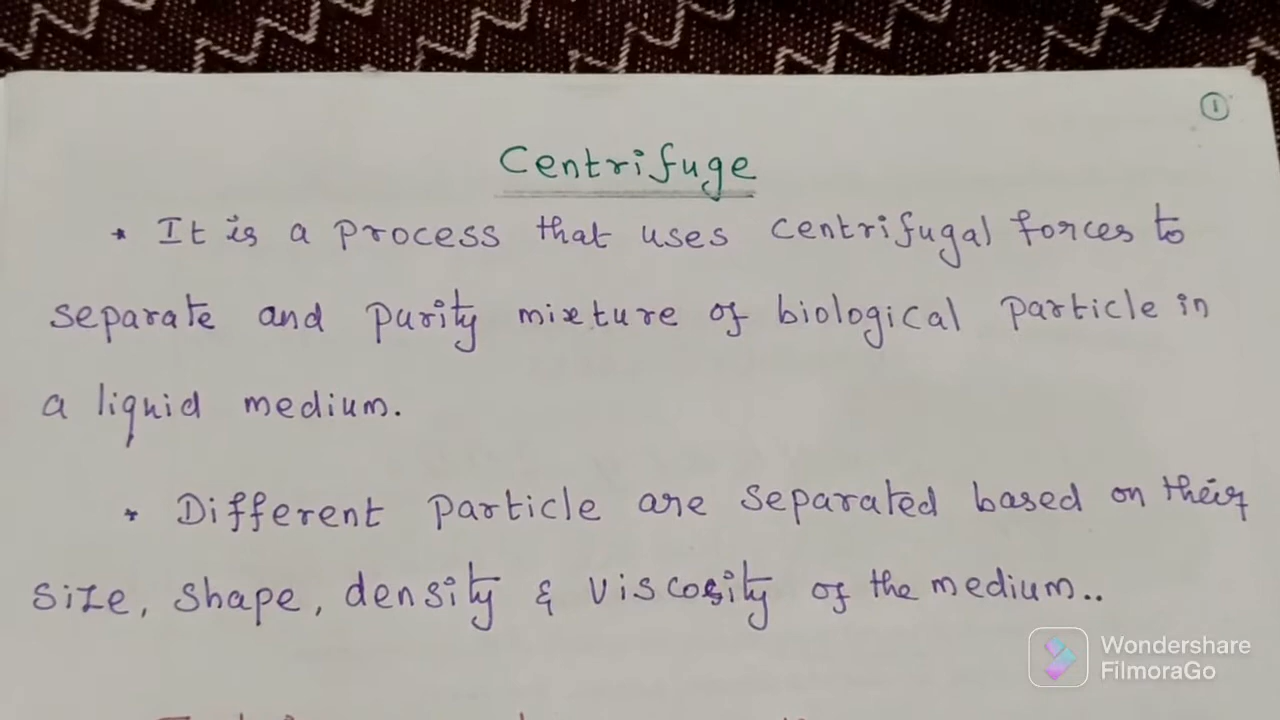 1
Centrifuge
* It is a process that uses centrifugal forces to
separate and purity mixture of biological particle in
a liquid medium.
* Different particle are separated based on their
size, shape, density & viscosity of the medium..
Wondershare
FilmoraGo